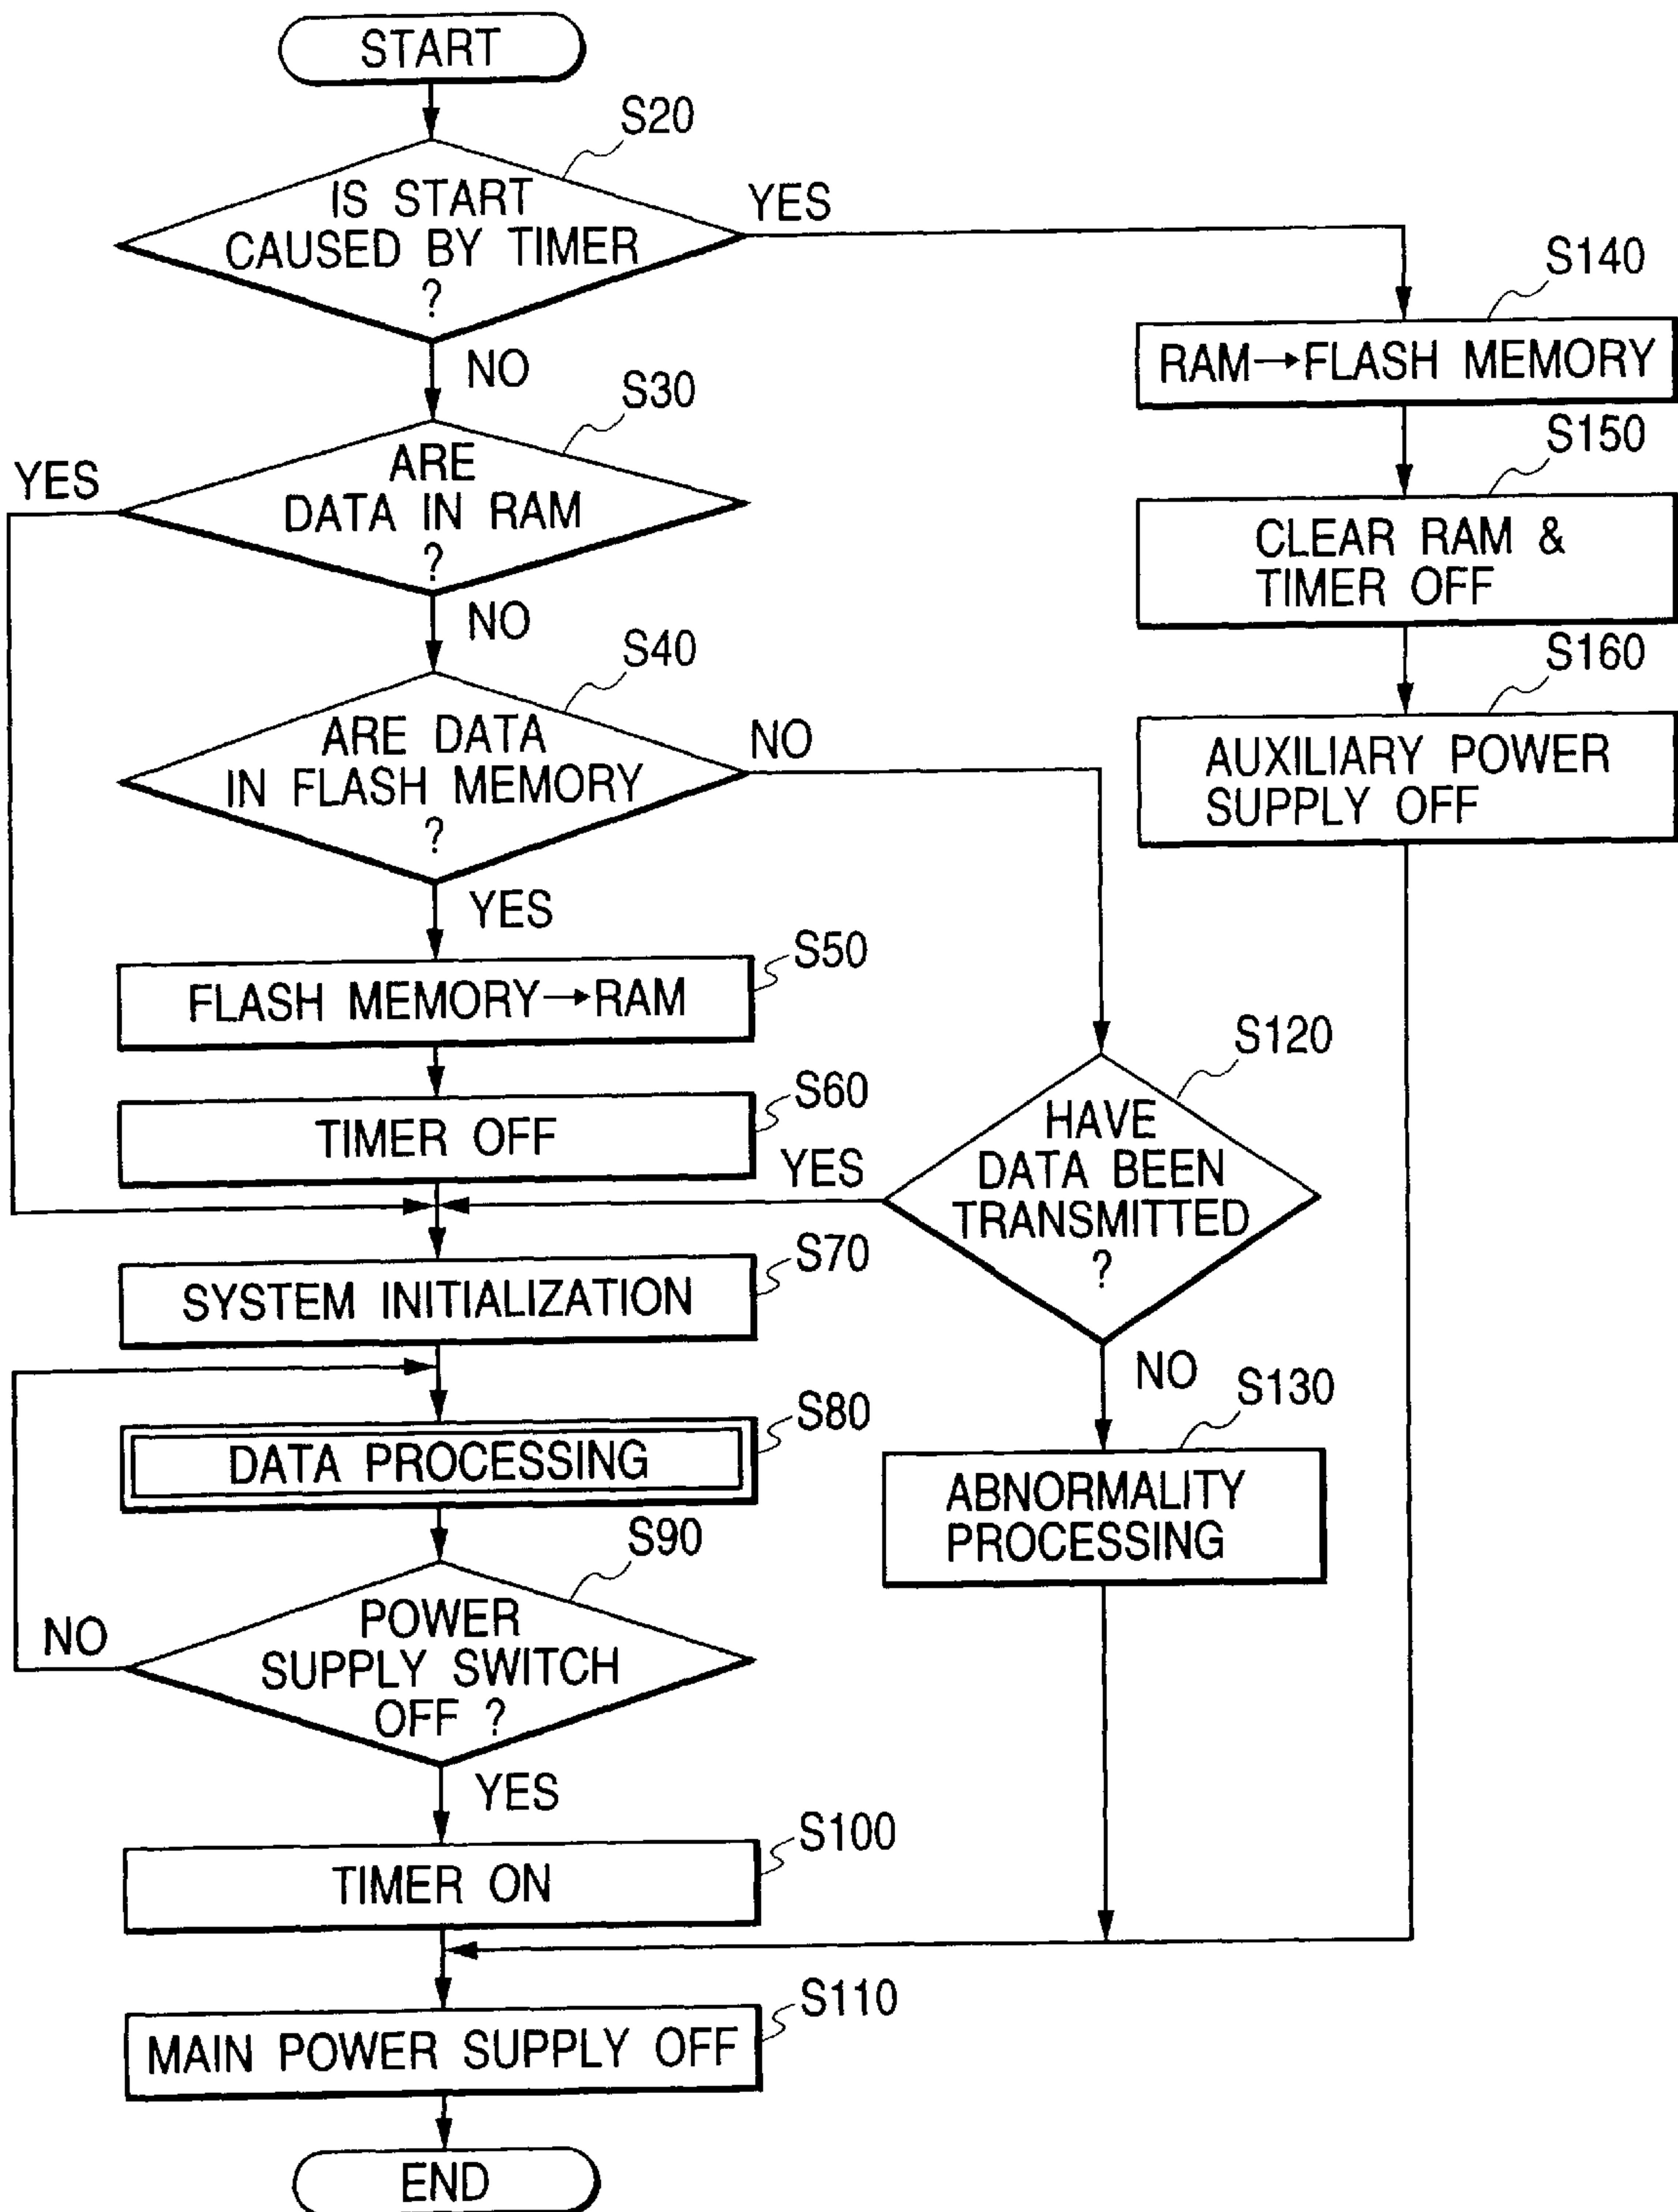 START
S20
IS START
CAUSED BY TIMER
?
YES
NO
S140
RAM→FLASH MEMORY
S30
ARE
DATA IN RAM
?
YES
NO
S150
CLEAR RAM &
TIMER OFF
S40
ARE DATA
IN FLASH MEMORY
?
NO
YES
S160
AUXILIARY POWER
SUPPLY OFF
S50
FLASH MEMORY→RAM
S60
TIMER OFF
S120
HAVE
DATA BEEN
TRANSMITTED
?
YES
NO
S70
SYSTEM INITIALIZATION
S80
DATA PROCESSING
S130
ABNORMALITY
PROCESSING
S90
POWER
SUPPLY SWITCH
OFF ?
NO
YES
S100
TIMER ON
S110
MAIN POWER SUPPLY OFF
END